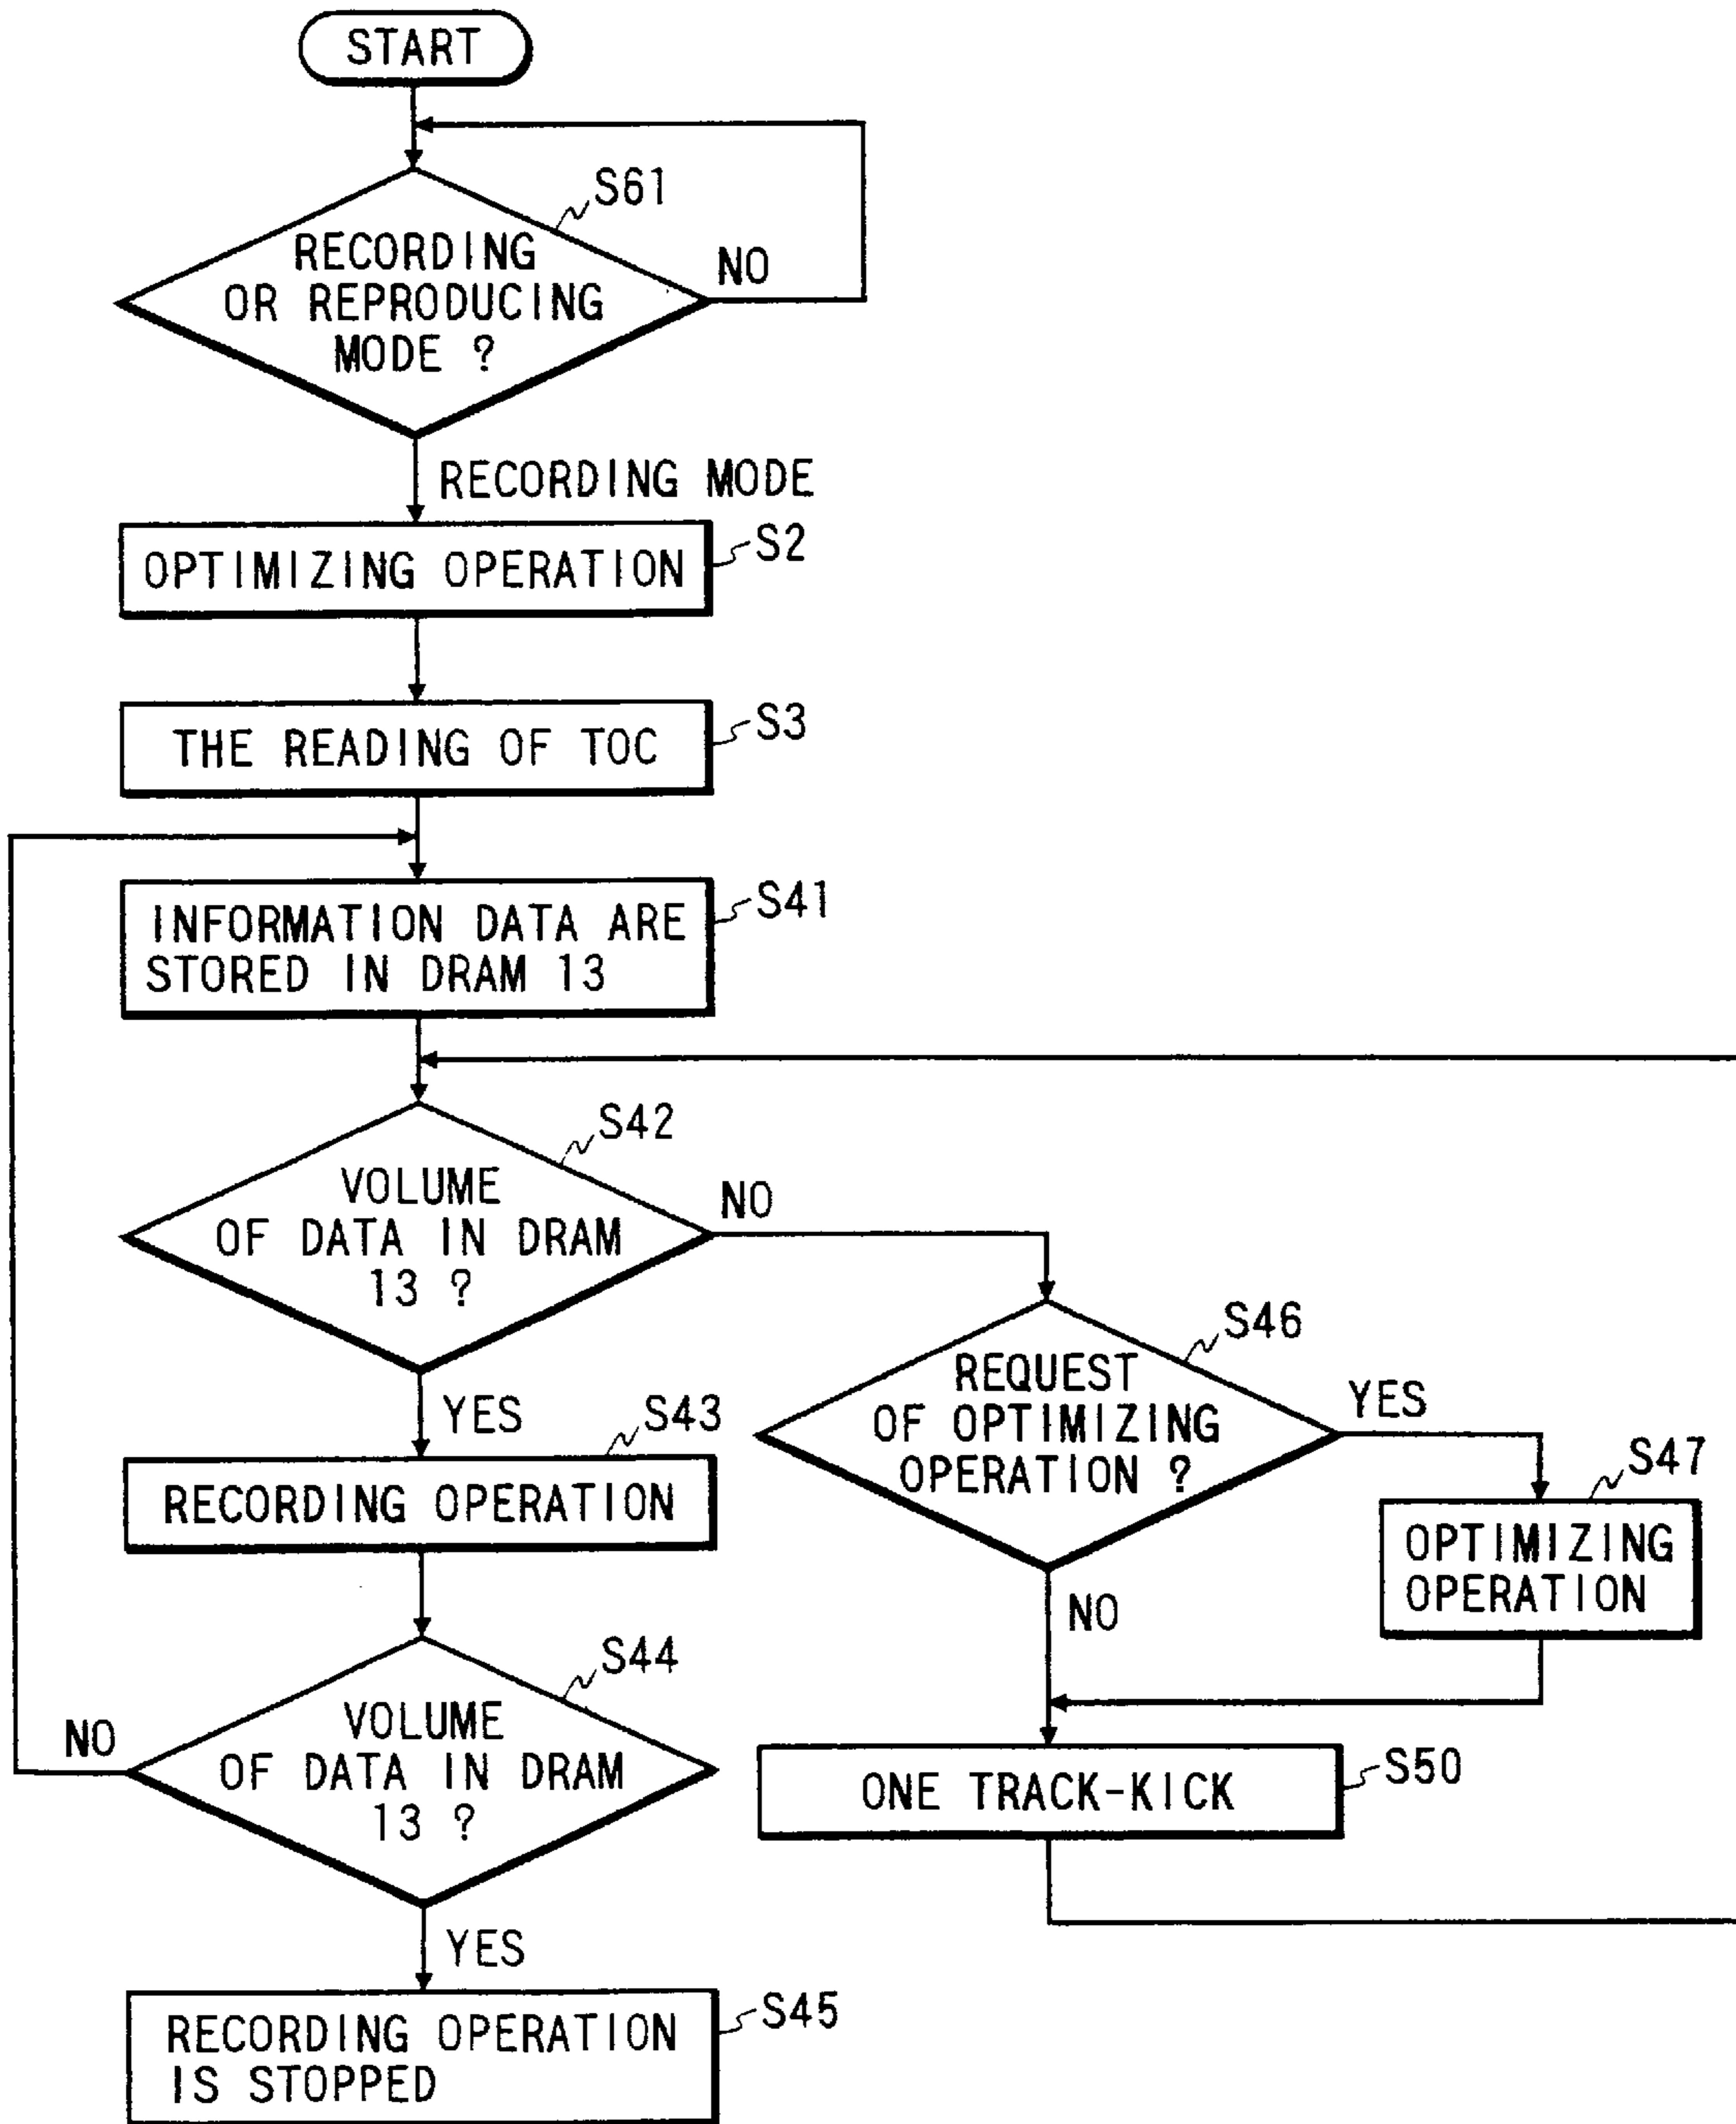 START
S61
RECORDING
OR REPRODUCING
MODE ?
NO
RECORDING MODE
OPTIMIZING OPERATION
S2
THE READING OF TOC
S3
INFORMATION DATA ARE
STORED IN DRAM 13
S41
S42
VOLUME
OF DATA IN DRAM
13 ?
NO
YES
S46
REQUEST
OF OPTIMIZING
OPERATION ?
YES
NO
S47
OPTIMIZING
OPERATION
S43
RECORDING OPERATION
S44
VOLUME
OF DATA IN DRAM
13 ?
NO
YES
ONE TRACK-KICK
S50
RECORDING OPERATION
IS STOPPED
S45